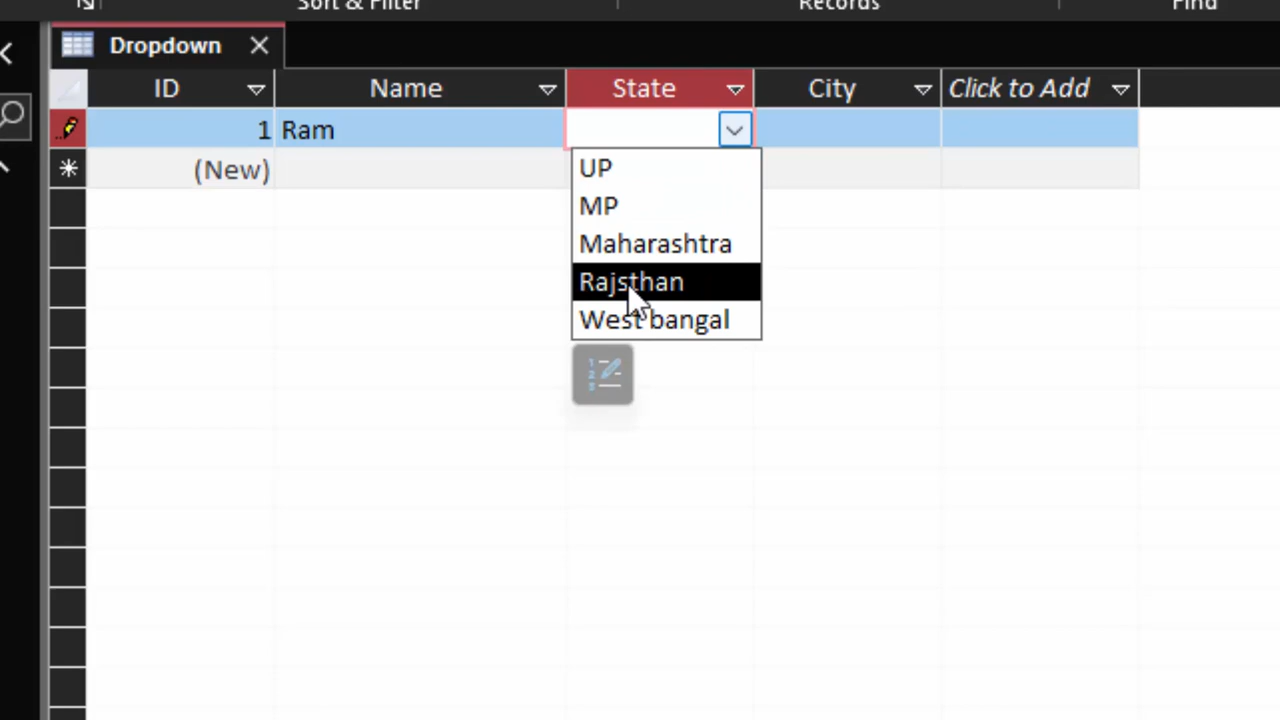 Sort & Filter Records Find
Dropdown
ID Name State City Click to Add
1 Ram
(New)
UP
MP
Maharashtra
Rajsthan
West bangal